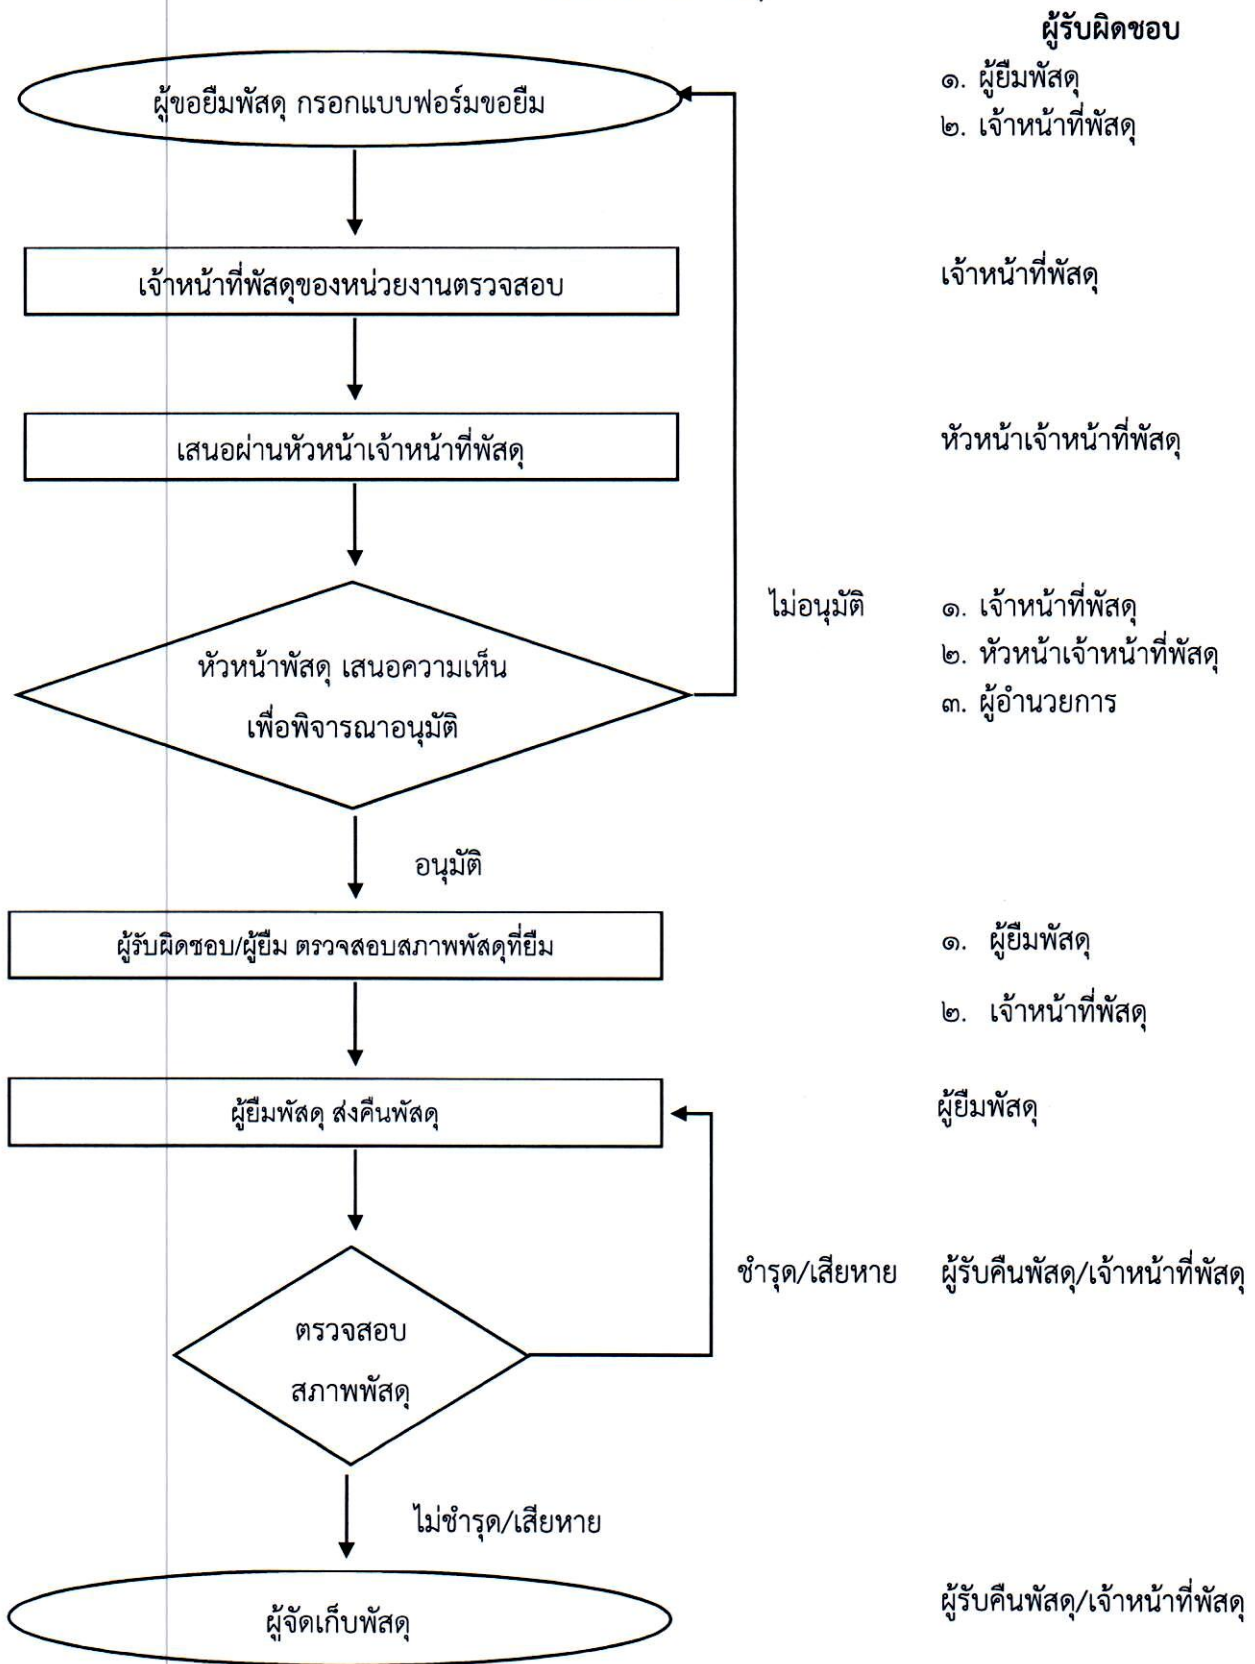 ผู้รับผิดชอบ
ผู้ขอยืมพัสดุ กรอกแบบฟอร์มขอยืม
๑. ผู้ยืมพัสดุ
๒. เจ้าหน้าที่พัสดุ
เจ้าหน้าที่พัสดุของหน่วยงานตรวจสอบ
เจ้าหน้าที่พัสดุ
เสนอผ่านหัวหน้าเจ้าหน้าที่พัสดุ
หัวหน้าเจ้าหน้าที่พัสดุ
หัวหน้าพัสดุ เสนอความเห็น
เพื่อพิจารณาอนุมัติ
ไม่อนุมัติ
๑. เจ้าหน้าที่พัสดุ
๒. หัวหน้าเจ้าหน้าที่พัสดุ
๓. ผู้อำนวยการ
อนุมัติ
ผู้รับผิดชอบ/ผู้ยืม ตรวจสอบสภาพพัสดุที่ยืม
๑. ผู้ยืมพัสดุ
๒. เจ้าหน้าที่พัสดุ
ผู้ยืมพัสดุ ส่งคืนพัสดุ
ผู้ยืมพัสดุ
ชำรุด/เสียหาย
ผู้รับคืนพัสดุ/เจ้าหน้าที่พัสดุ
ตรวจสอบ
สภาพพัสดุ
ไม่ชำรุด/เสียหาย
ผู้จัดเก็บพัสดุ
ผู้รับคืนพัสดุ/เจ้าหน้าที่พัสดุ